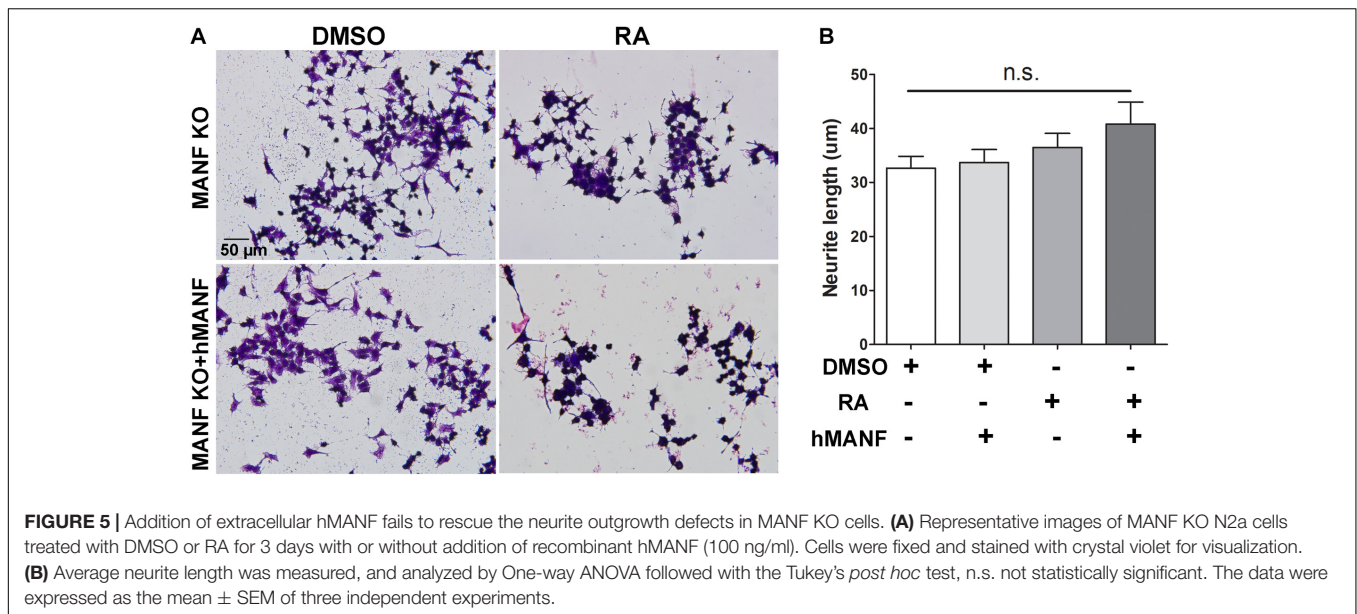 A
DMSO
RA
MANF KO
50 µm
MANF KO+hMANF
B
n.s.
Neurite length (um)
50
40
30
20
10
0
DMSO + + - -
RA - - + +
hMANF - + - +
FIGURE 5 | Addition of extracellular hMANF fails to rescue the neurite outgrowth defects in MANF KO cells. (A) Representative images of MANF KO N2a cells
treated with DMSO or RA for 3 days with or without addition of recombinant hMANF (100 ng/ml). Cells were fixed and stained with crystal violet for visualization.
(B) Average neurite length was measured, and analyzed by One-way ANOVA followed with the Tukey's post hoc test, n.s. not statistically significant. The data were
expressed as the mean ± SEM of three independent experiments.